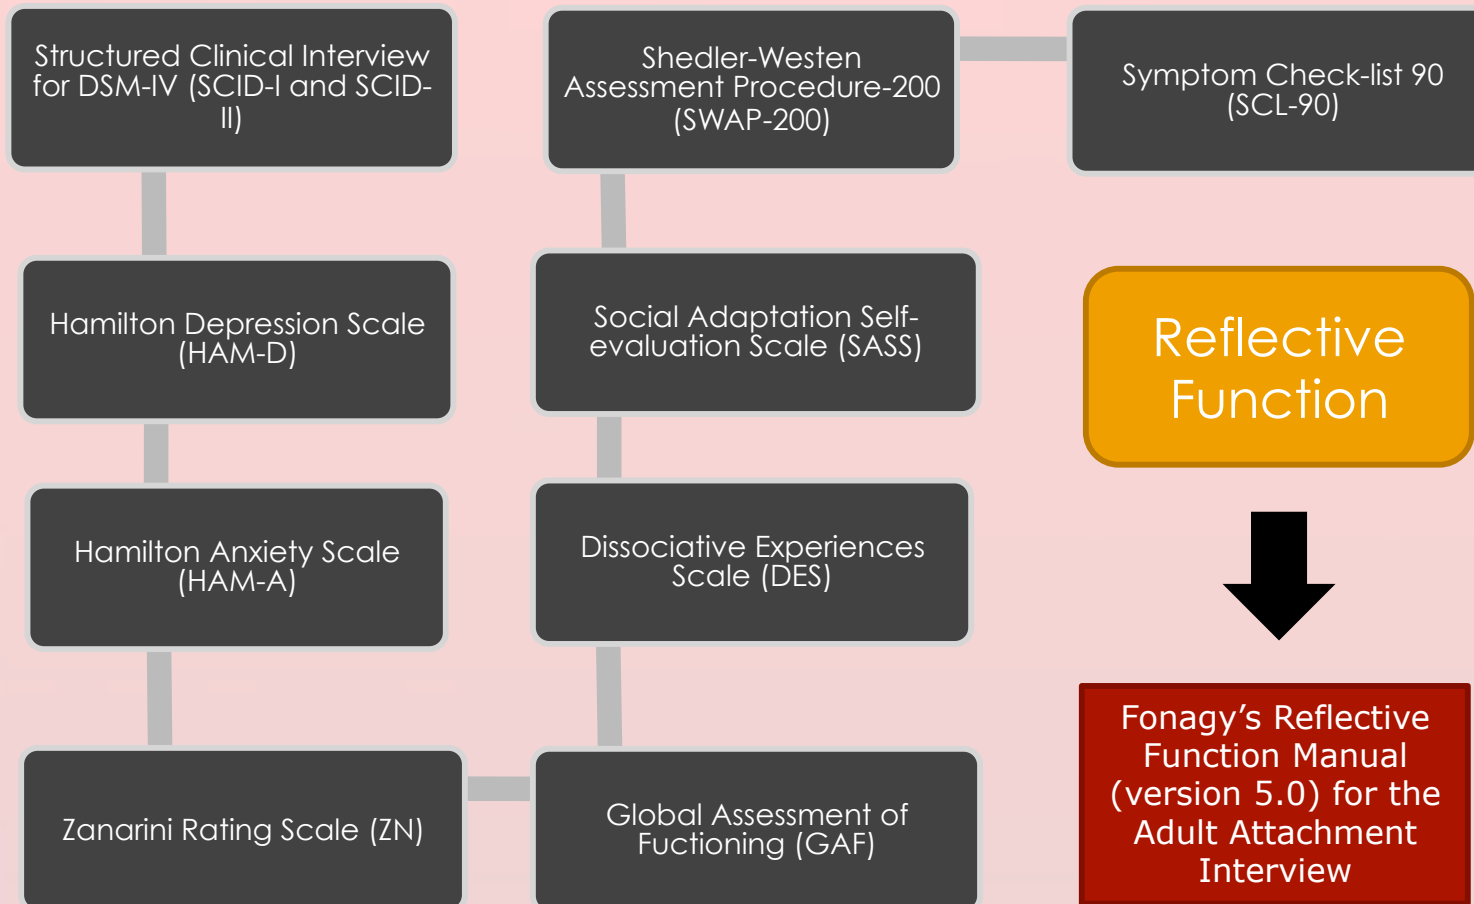 Structured Clinical Interview
for DSM-IV (SCID-I and SCID-
II)
Hamilton Depression Scale
(HAM-D)
Hamilton Anxiety Scale
(HAM-A)
Zanarini Rating Scale (ZN)
Global Assessment of
Fuctioning (GAF)
Dissociative Experiences
Scale (DES)
Social Adaptation Self-
evaluation Scale (SASS)
Shedler-Westen
Assessment Procedure-200
(SWAP-200)
Symptom Check-list 90
(SCL-90)
Reflective
Function
Fonagy’s Reflective
Function Manual
(version 5.0) for the
Adult Attachment
Interview